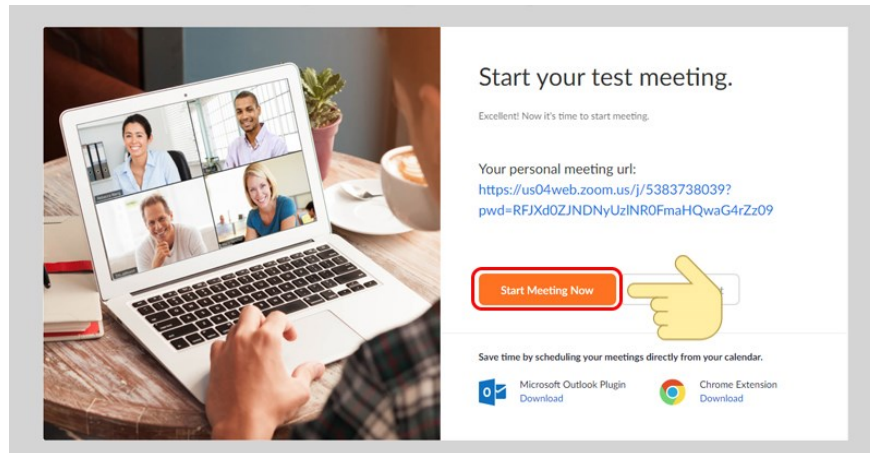 Start your test meeting.
Excellent! Now it's time to start meeting.
Your personal meeting url:
https://us04web.zoom.us/j/5383738039?
pwd=RFJXd0ZJNDNyUzlNR0FmaHQwaG4rZz09
Start Meeting Now
Save time by scheduling your meetings directly from your calendar.
Microsoft Outlook Plugin
Download
Chrome Extension
Download